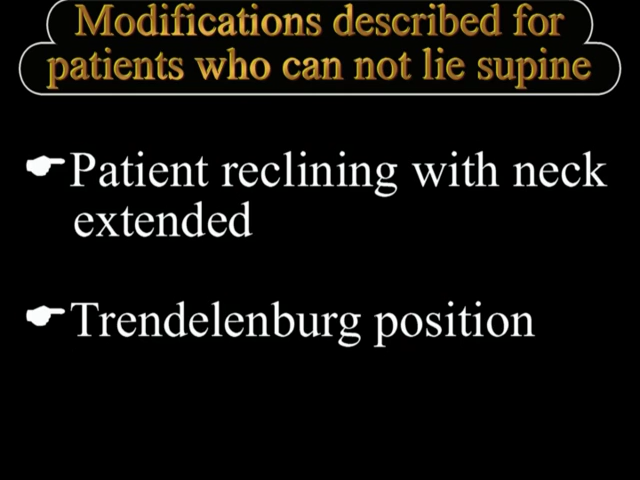 Modifications described for
patients who can not lie supine
Patient reclining with neck
extended
Trendelenburg position